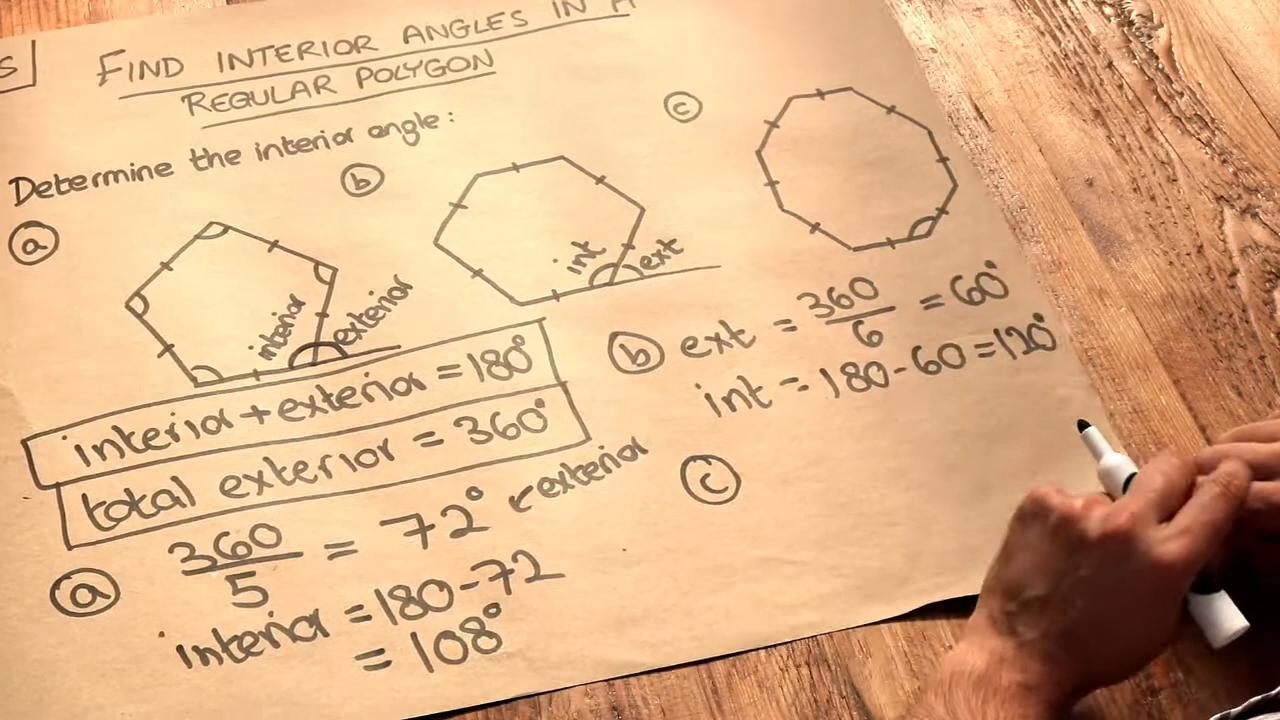 S
FIND INTERIOR ANGLES IN A
REGULAR POLYGON
Determine the interior angle:
a
interior
exterior
b
int
ext
c
interior + exterior = 180°
total exterior = 360°
a 360/5 = 72° ← exterior
interior = 180-72
= 108°
b ext = 360/6 = 60°
int = 180-60 = 120°
c